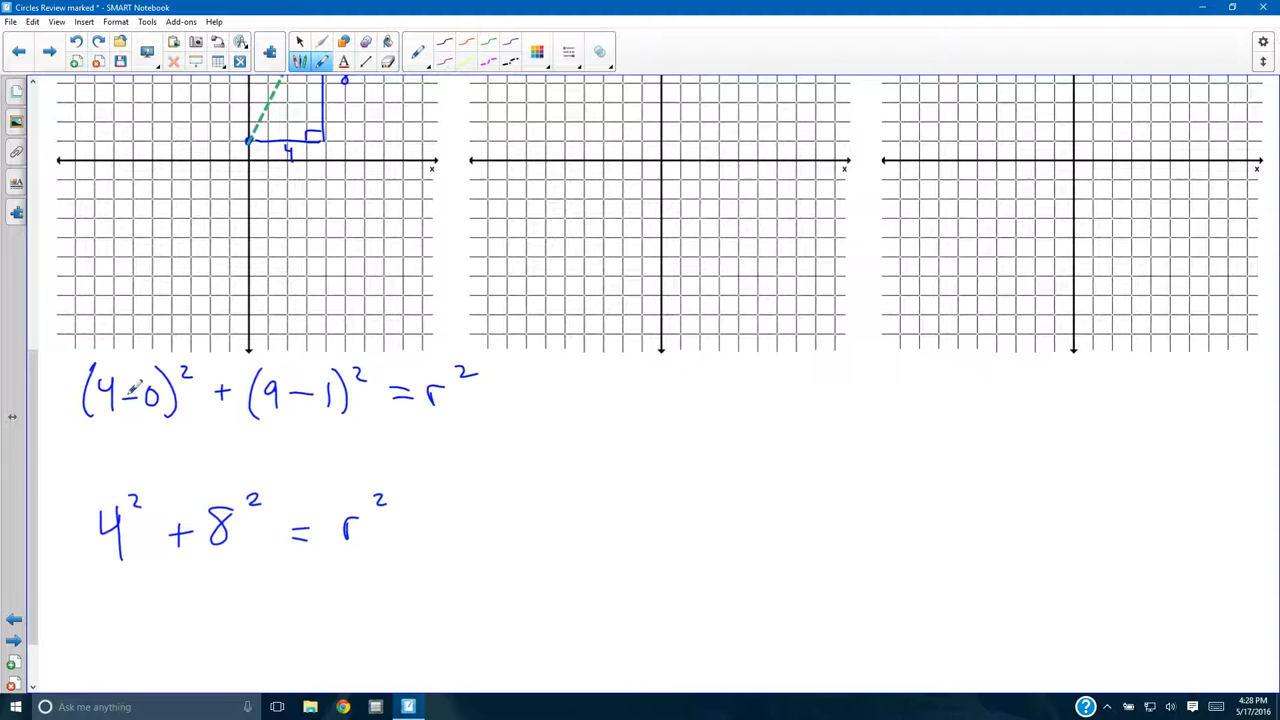 Circles Review marked * - SMART Notebook
File Edit View Insert Format Tools Add-ons Help
4
x
x
x
(4-0)² + (9-1)² = r²
4² + 8² = r²
Ask me anything
4:28 PM
5/17/2016